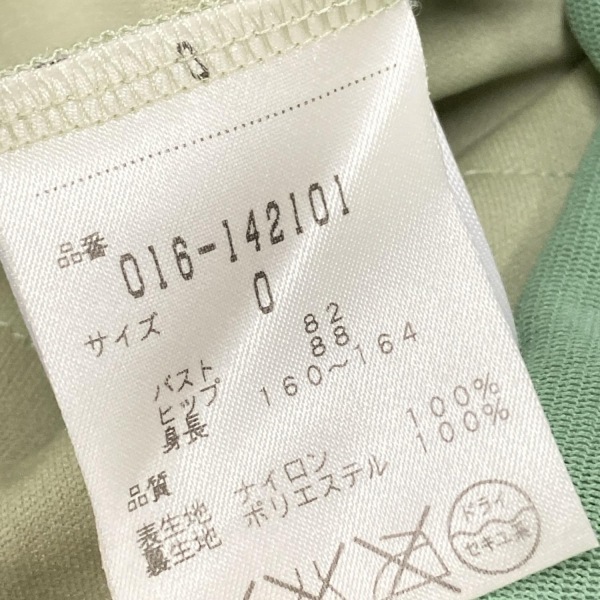 品番 016-142101
サイズ 0
バスト 82
ヒップ 88
身長 160～164
品質
表生地 ナイロン 100%
裏生地 ポリエステル 100%
ドライ
セキユ系